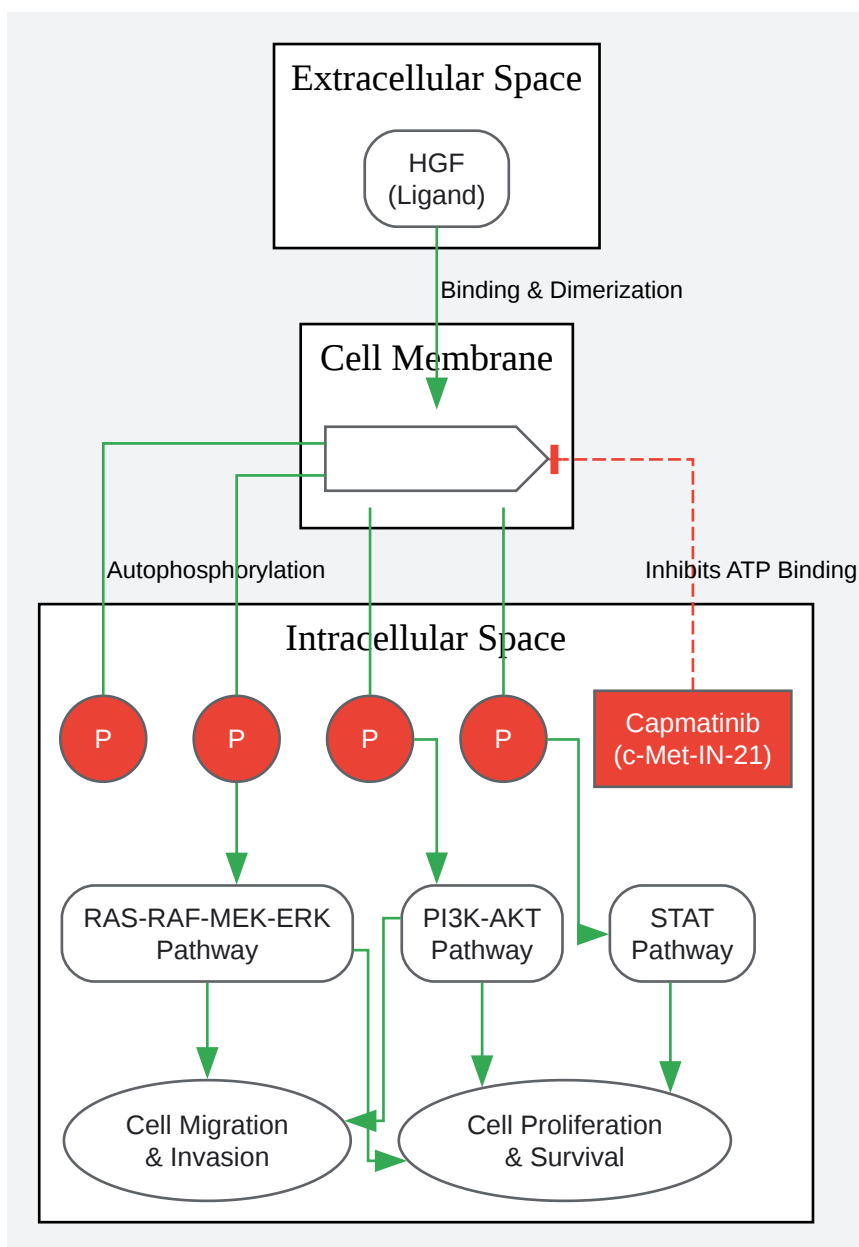 Extracellular Space
HGF
(Ligand)
Binding & Dimerization
Cell Membrane
Autophosphorylation
Inhibits ATP Binding
Intracellular Space
P
P
P
P
Capmatinib
(c-Met-IN-21)
RAS-RAF-MEK-ERK
Pathway
PI3K-AKT
Pathway
STAT
Pathway
Cell Migration
& Invasion
Cell Proliferation
& Survival